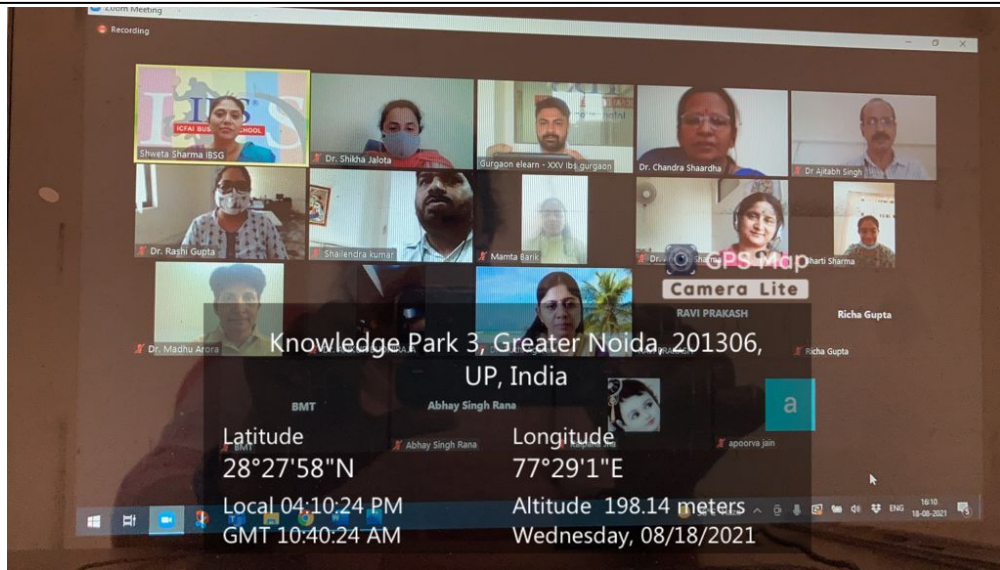 Zoom Meeting
Recording
IBS
ICFAI BUS SCHOOL
Shweta Sharma IBSG
Dr. Shikha Jalota
Gurgaon elearn - XXV Ibs gurgaon
Dr. Chandra Shaardha
Dr Ajitabh Singh
Dr. Rashi Gupta
Shailendra kumar
Mamta Barik
Sharma
Bharti Sharma
GPS Map
Camera Lite
RAVI PRAKASH
Richa Gupta
Dr. Madhu Arora
Richa Gupta
Knowledge Park 3, Greater Noida, 201306,
UP, India
BMT
Abhay Singh Rana
a
BMT
Abhay Singh Rana
apoorva jain
Latitude
Longitude
28°27'58"N
77°29'1"E
Local 04:10:24 PM
Altitude 198.14 meters
GMT 10:40:24 AM
Wednesday, 08/18/2021
ENG
16:10
18-08-2021